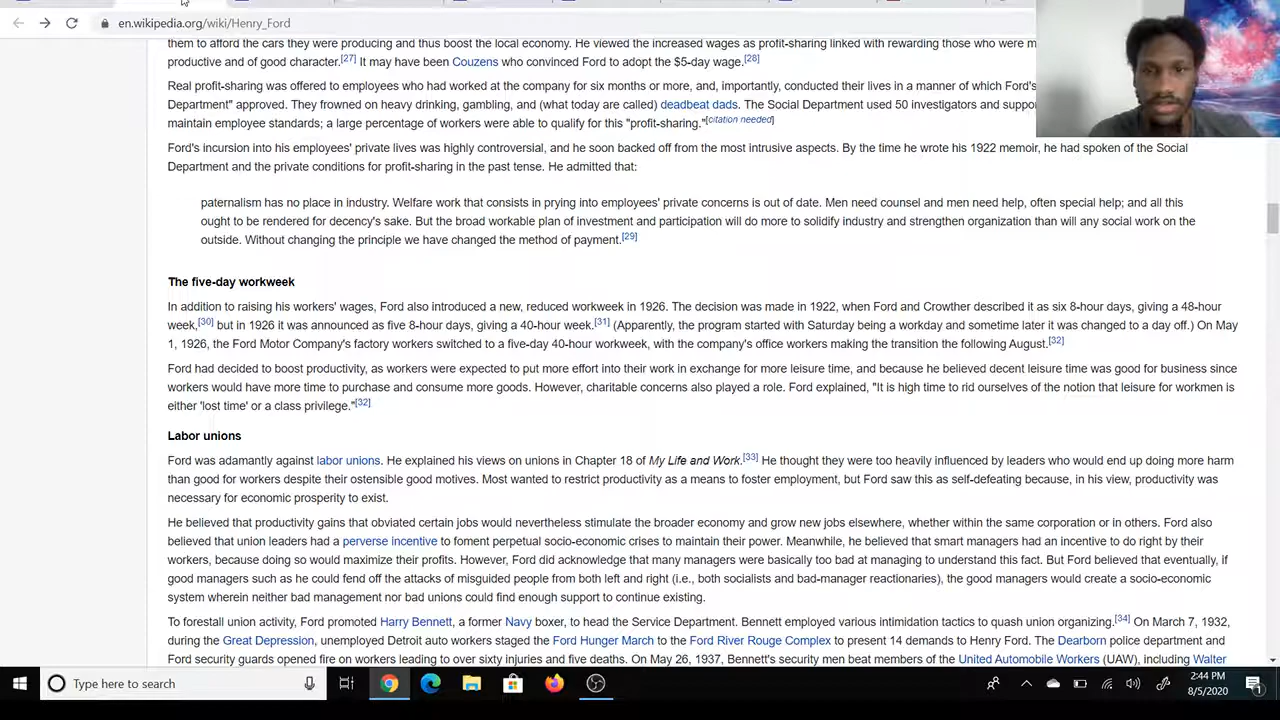 en.wikipedia.org/wiki/Henry_Ford
them to afford the cars they were producing and thus boost the local economy. He viewed the increased wages as profit-sharing linked with rewarding those who were m
productive and of good character.[27] It may have been Couzens who convinced Ford to adopt the $5-day wage.[28]
Real profit-sharing was offered to employees who had worked at the company for six months or more, and, importantly, conducted their lives in a manner of which Ford's
Department" approved. They frowned on heavy drinking, gambling, and (what today are called) deadbeat dads. The Social Department used 50 investigators and suppor
maintain employee standards; a large percentage of workers were able to qualify for this "profit-sharing."[citation needed]
Ford's incursion into his employees' private lives was highly controversial, and he soon backed off from the most intrusive aspects. By the time he wrote his 1922 memoir, he had spoken of the Social
Department and the private conditions for profit-sharing in the past tense. He admitted that:
paternalism has no place in industry. Welfare work that consists in prying into employees' private concerns is out of date. Men need counsel and men need help, often special help; and all this
ought to be rendered for decency's sake. But the broad workable plan of investment and participation will do more to solidify industry and strengthen organization than will any social work on the
outside. Without changing the principle we have changed the method of payment.[29]
The five-day workweek
In addition to raising his workers' wages, Ford also introduced a new, reduced workweek in 1926. The decision was made in 1922, when Ford and Crowther described it as six 8-hour days, giving a 48-hour
week,[30] but in 1926 it was announced as five 8-hour days, giving a 40-hour week.[31] (Apparently, the program started with Saturday being a workday and sometime later it was changed to a day off.) On May
1, 1926, the Ford Motor Company's factory workers switched to a five-day 40-hour workweek, with the company's office workers making the transition the following August.[32]
Ford had decided to boost productivity, as workers were expected to put more effort into their work in exchange for more leisure time, and because he believed decent leisure time was good for business since
workers would have more time to purchase and consume more goods. However, charitable concerns also played a role. Ford explained, "It is high time to rid ourselves of the notion that leisure for workmen is
either 'lost time' or a class privilege."[32]
Labor unions
Ford was adamantly against labor unions. He explained his views on unions in Chapter 18 of My Life and Work.[33] He thought they were too heavily influenced by leaders who would end up doing more harm
than good for workers despite their ostensible good motives. Most wanted to restrict productivity as a means to foster employment, but Ford saw this as self-defeating because, in his view, productivity was
necessary for economic prosperity to exist.
He believed that productivity gains that obviated certain jobs would nevertheless stimulate the broader economy and grow new jobs elsewhere, whether within the same corporation or in others. Ford also
believed that union leaders had a perverse incentive to foment perpetual socio-economic crises to maintain their power. Meanwhile, he believed that smart managers had an incentive to do right by their
workers, because doing so would maximize their profits. However, Ford did acknowledge that many managers were basically too bad at managing to understand this fact. But Ford believed that eventually, if
good managers such as he could fend off the attacks of misguided people from both left and right (i.e., both socialists and bad-manager reactionaries), the good managers would create a socio-economic
system wherein neither bad management nor bad unions could find enough support to continue existing.
To forestall union activity, Ford promoted Harry Bennett, a former Navy boxer, to head the Service Department. Bennett employed various intimidation tactics to quash union organizing.[34] On March 7, 1932,
during the Great Depression, unemployed Detroit auto workers staged the Ford Hunger March to the Ford River Rouge Complex to present 14 demands to Henry Ford. The Dearborn police department and
Ford security guards opened fire on workers leading to over sixty injuries and five deaths. On May 26, 1937, Bennett's security men beat members of the United Automobile Workers (UAW), including Walter
Type here to search
2:44 PM
8/5/2020
1